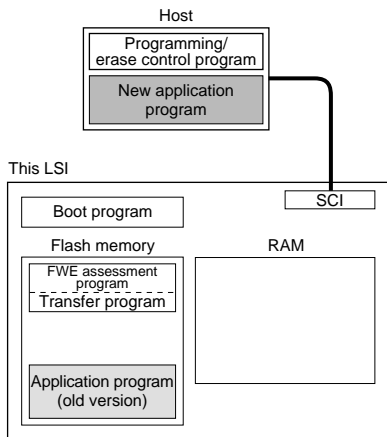 Host
Programming/
erase control program
New application
program
This LSI
SCI
Boot program
Flash memory
RAM
FWE assessment
program
Transfer program
Application program
(old version)